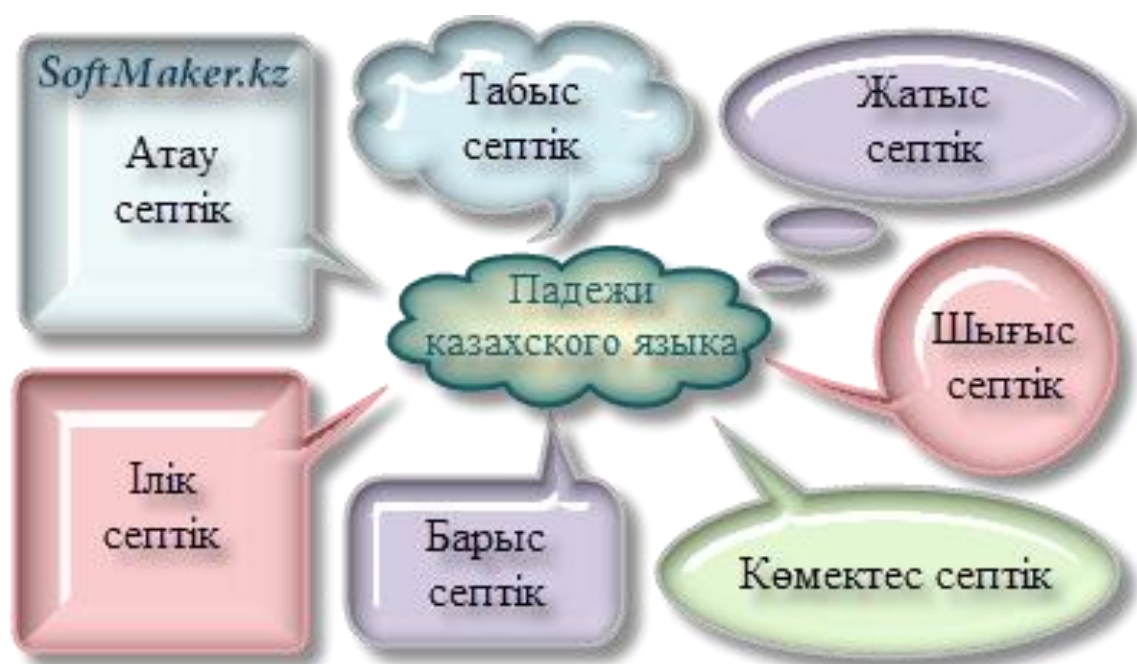 SoftMaker.kz
Атау
септік
Табыс
септік
Жатыс
септік
Падежи
казахского языка
Шығыс
септік
Ілік
септік
Барыс
септік
Көмектес септік